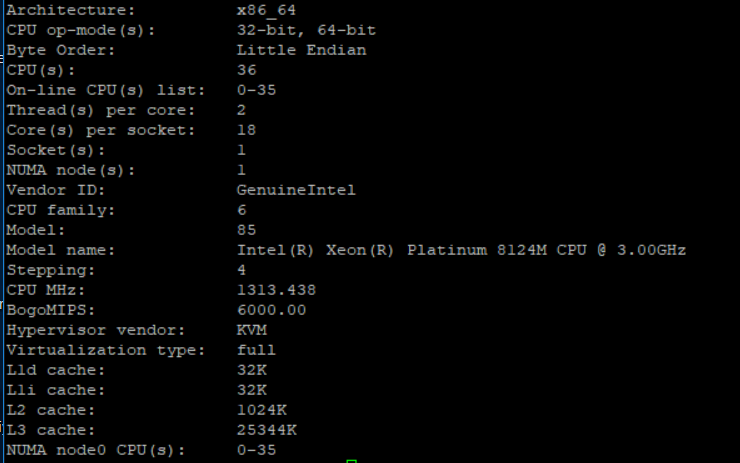 Architecture: x86_64
CPU op-mode(s): 32-bit, 64-bit
Byte Order: Little Endian
CPU(s): 36
On-line CPU(s) list: 0-35
Thread(s) per core: 2
Core(s) per socket: 18
Socket(s): 1
NUMA node(s): 1
Vendor ID: GenuineIntel
CPU family: 6
Model: 85
Model name: Intel(R) Xeon(R) Platinum 8124M CPU @ 3.00GHz
Stepping: 4
CPU MHz: 1313.438
BogoMIPS: 6000.00
Hypervisor vendor: KVM
Virtualization type: full
L1d cache: 32K
L1i cache: 32K
L2 cache: 1024K
L3 cache: 25344K
NUMA node0 CPU(s): 0-35